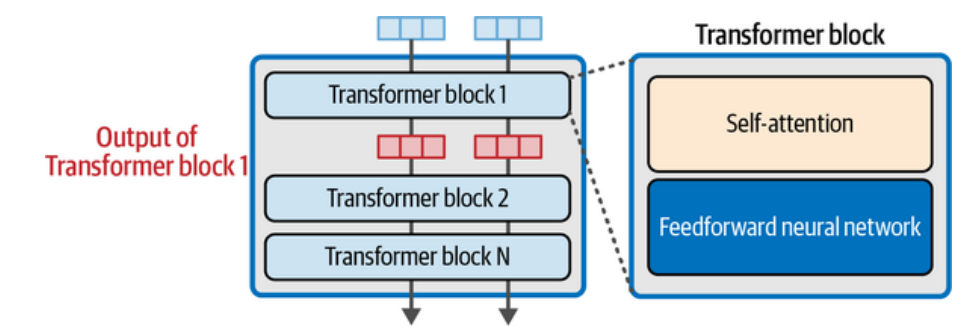 Transformer block
Transformer block 1
Self-attention
Output of
Transformer block 1
Transformer block 2
Feedforward neural network
Transformer block N